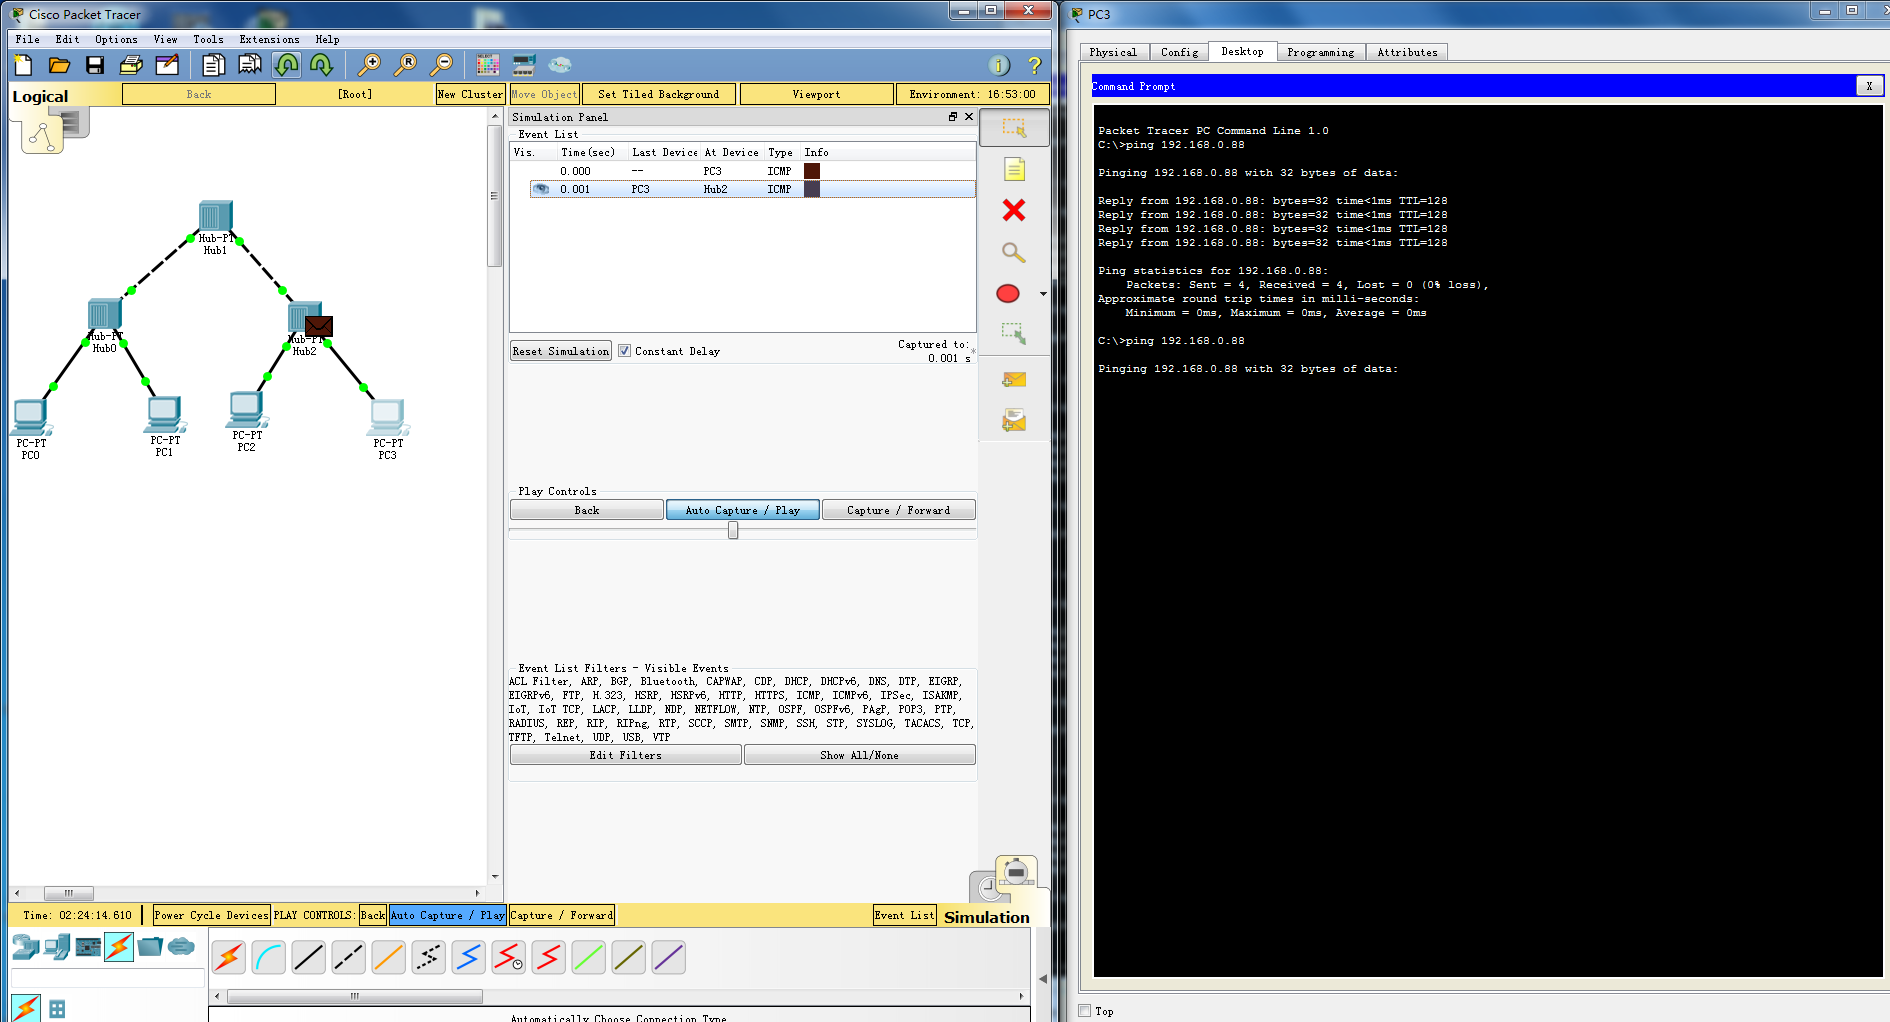 Cisco Packet Tracer
File Edit Options View Tools Extensions Help
Logical
Back
[Root]
New Cluster
Move Object
Set Tiled Background
Viewport
Environment: 16:53:00
Hub-PT
Hub1
Hub-PT
Hub0
Hub-PT
Hub2
PC-PT
PC0
PC-PT
PC1
PC-PT
PC2
PC-PT
PC3
Simulation Panel
Event List
Vis. Time(sec) Last Device At Device Type Info
0.000 -- PC3 ICMP
0.001 PC3 Hub2 ICMP
Reset Simulation
Constant Delay
Captured to:
0.001 s
Play Controls
Back
Auto Capture / Play
Capture / Forward
Event List Filters - Visible Events
ACL Filter, ARP, BGP, Bluetooth, CAPWAP, CDP, DHCP, DHCPv6, DNS, DTP, EIGRP,
EIGRPv6, FTP, H.323, HSRP, HSRPv6, HTTP, HTTPS, ICMP, ICMPv6, IPSec, ISAKMP,
IoT, IoT TCP, LACP, LLDP, NDP, NETFLOW, NTP, OSPF, OSPFv6, PAgP, POP3, PTP,
RADIUS, REP, RIP, RIPng, RTP, SCCP, SMTP, SNMP, SSH, STP, SYSLOG, TACACS, TCP,
TFTP, Telnet, UDP, USB, VTP
Edit Filters
Show All/None
Time: 02:24:14.610
Power Cycle Devices
PLAY CONTROLS:
Back
Auto Capture / Play
Capture / Forward
Event List
Simulation
Automatically Choose Connection Type
PC3
Physical
Config
Desktop
Programming
Attributes
Command Prompt
X
Packet Tracer PC Command Line 1.0
C:\>ping 192.168.0.88
Pinging 192.168.0.88 with 32 bytes of data:
Reply from 192.168.0.88: bytes=32 time<1ms TTL=128
Reply from 192.168.0.88: bytes=32 time<1ms TTL=128
Reply from 192.168.0.88: bytes=32 time<1ms TTL=128
Reply from 192.168.0.88: bytes=32 time<1ms TTL=128
Ping statistics for 192.168.0.88:
Packets: Sent = 4, Received = 4, Lost = 0 (0% loss),
Approximate round trip times in milli-seconds:
Minimum = 0ms, Maximum = 0ms, Average = 0ms
C:\>ping 192.168.0.88
Pinging 192.168.0.88 with 32 bytes of data:
Top